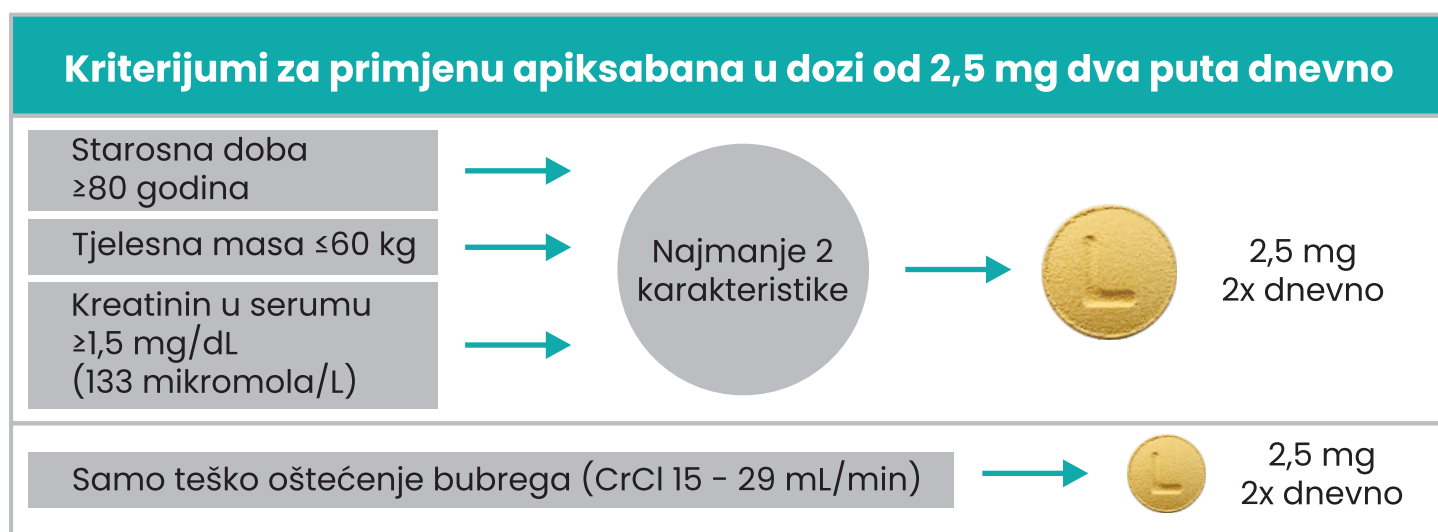 Kriterijumi za primjenu apiksabana u dozi od 2,5 mg dva puta dnevno
Starosna doba
≥80 godina
Tjelesna masa ≤60 kg
Kreatinin u serumu
≥1,5 mg/dL
(133 mikromola/L)
Najmanje 2
karakteristike
L
2,5 mg
2x dnevno
Samo teško oštećenje bubrega (CrCl 15 - 29 mL/min)
L
2,5 mg
2x dnevno